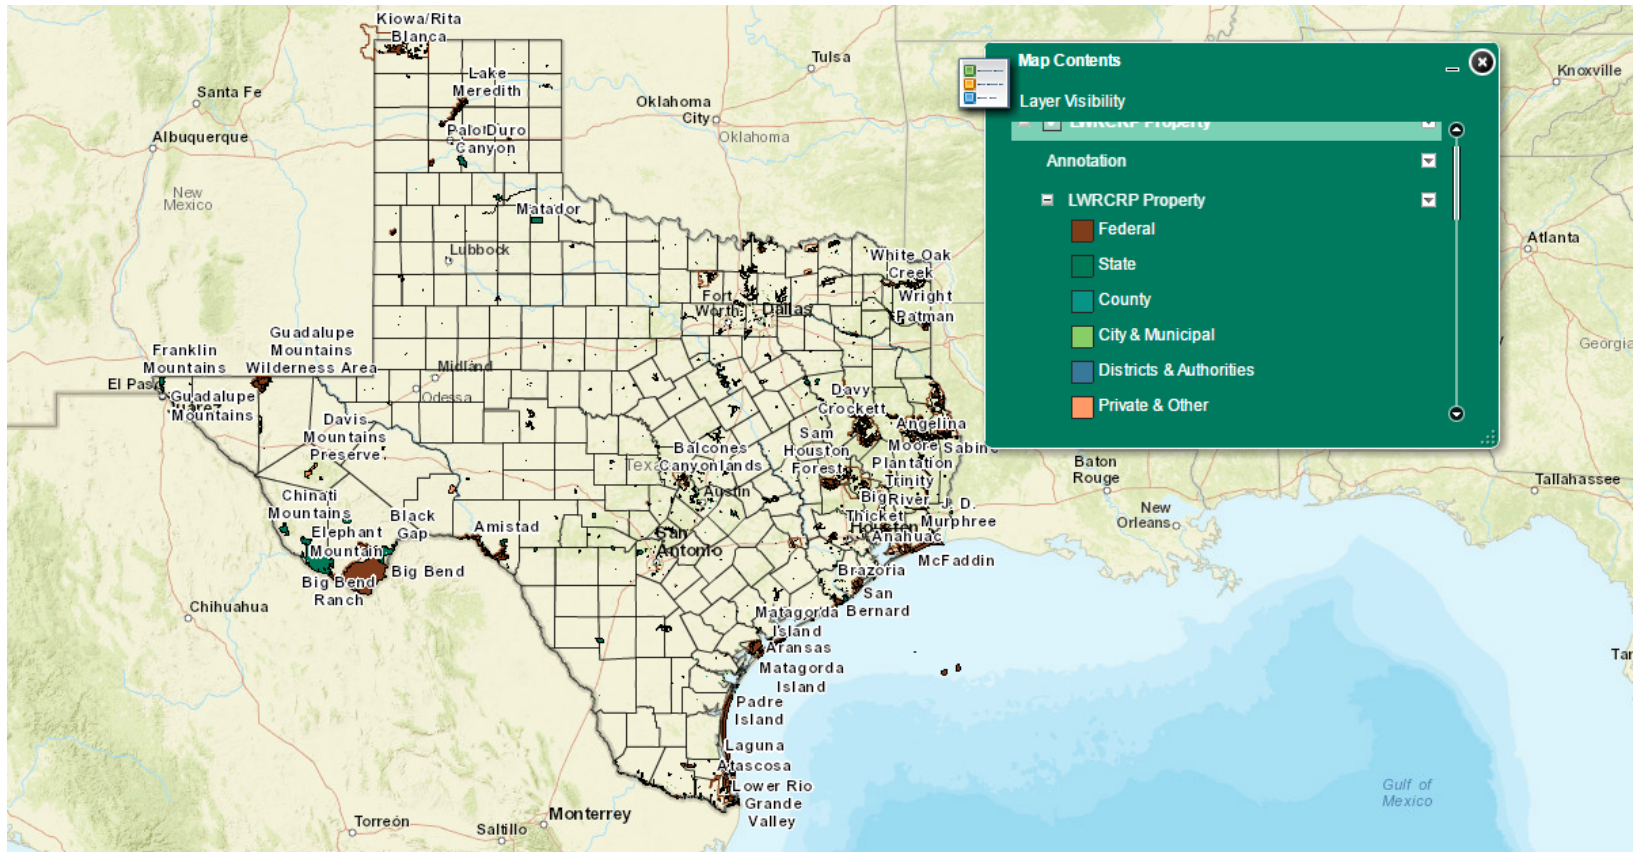 Kiowa/Rita
Blanca
Lake
Meredith
Palo Duro
Canyon
Matador
Lubbock
Tulsa
Oklahoma
City
Oklahoma
Santa Fe
Albuquerque
New
Mexico
White Oak
Creek
Wright
Patman
Fort
Worth
Dallas
Guadalupe
Mountains
Wilderness Area
Franklin
Mountains
El Paso
Guadalupe
Mountains
Juarez
Midland
Odessa
Davis
Mountains
Preserve
Davy
Crockett
Angelina
Sabine
Moore
Plantation
Sam
Houston
Forest
Trinity
River
Big
Thicket
J. D.
Murphree
Houston
Anahuac
McFaddin
Balcones
Canyonlands
Texas
Austin
San
Antonio
Chinati
Mountains
Elephant
Mountain
Black
Gap
Amistad
Big Bend
Big Bend
Ranch
Brazoria
San
Bernard
Matagorda
Island
Aransas
Matagorda
Island
Padre
Island
Laguna
Atascosa
Lower Rio
Grande
Valley
Chihuahua
Torreón
Saltillo
Monterrey
Map Contents
Layer Visibility
LWRCRP Property
Annotation
LWRCRP Property
Federal
State
County
City & Municipal
Districts & Authorities
Private & Other
Knoxville
Atlanta
Georgia
Tallahassee
Baton
Rouge
New
Orleans
Gulf of
Mexico